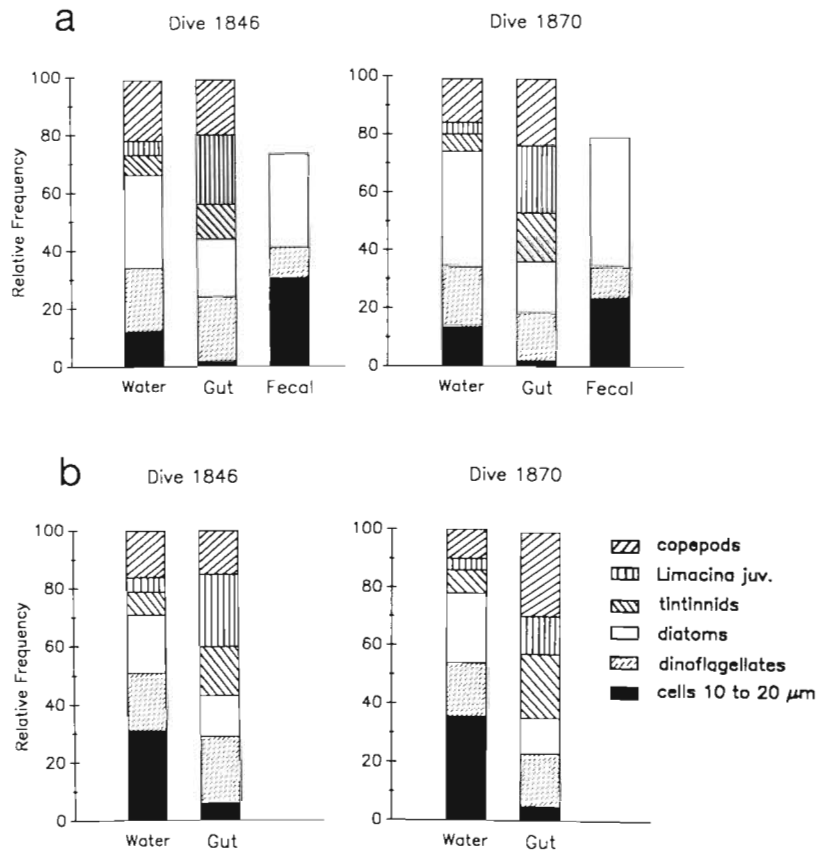 a
Dive 1846
Dive 1870
Relative Frequency
100
80
60
40
20
0
Water Gut Fecal
100
80
60
40
20
0
Water Gut Fecal
b
Dive 1846
Dive 1870
Relative Frequency
100
80
60
40
20
0
Water Gut
100
80
60
40
20
0
Water Gut
copepods
Limacina juv.
tintinnids
diatoms
dinoflagellates
cells 10 to 20 μm